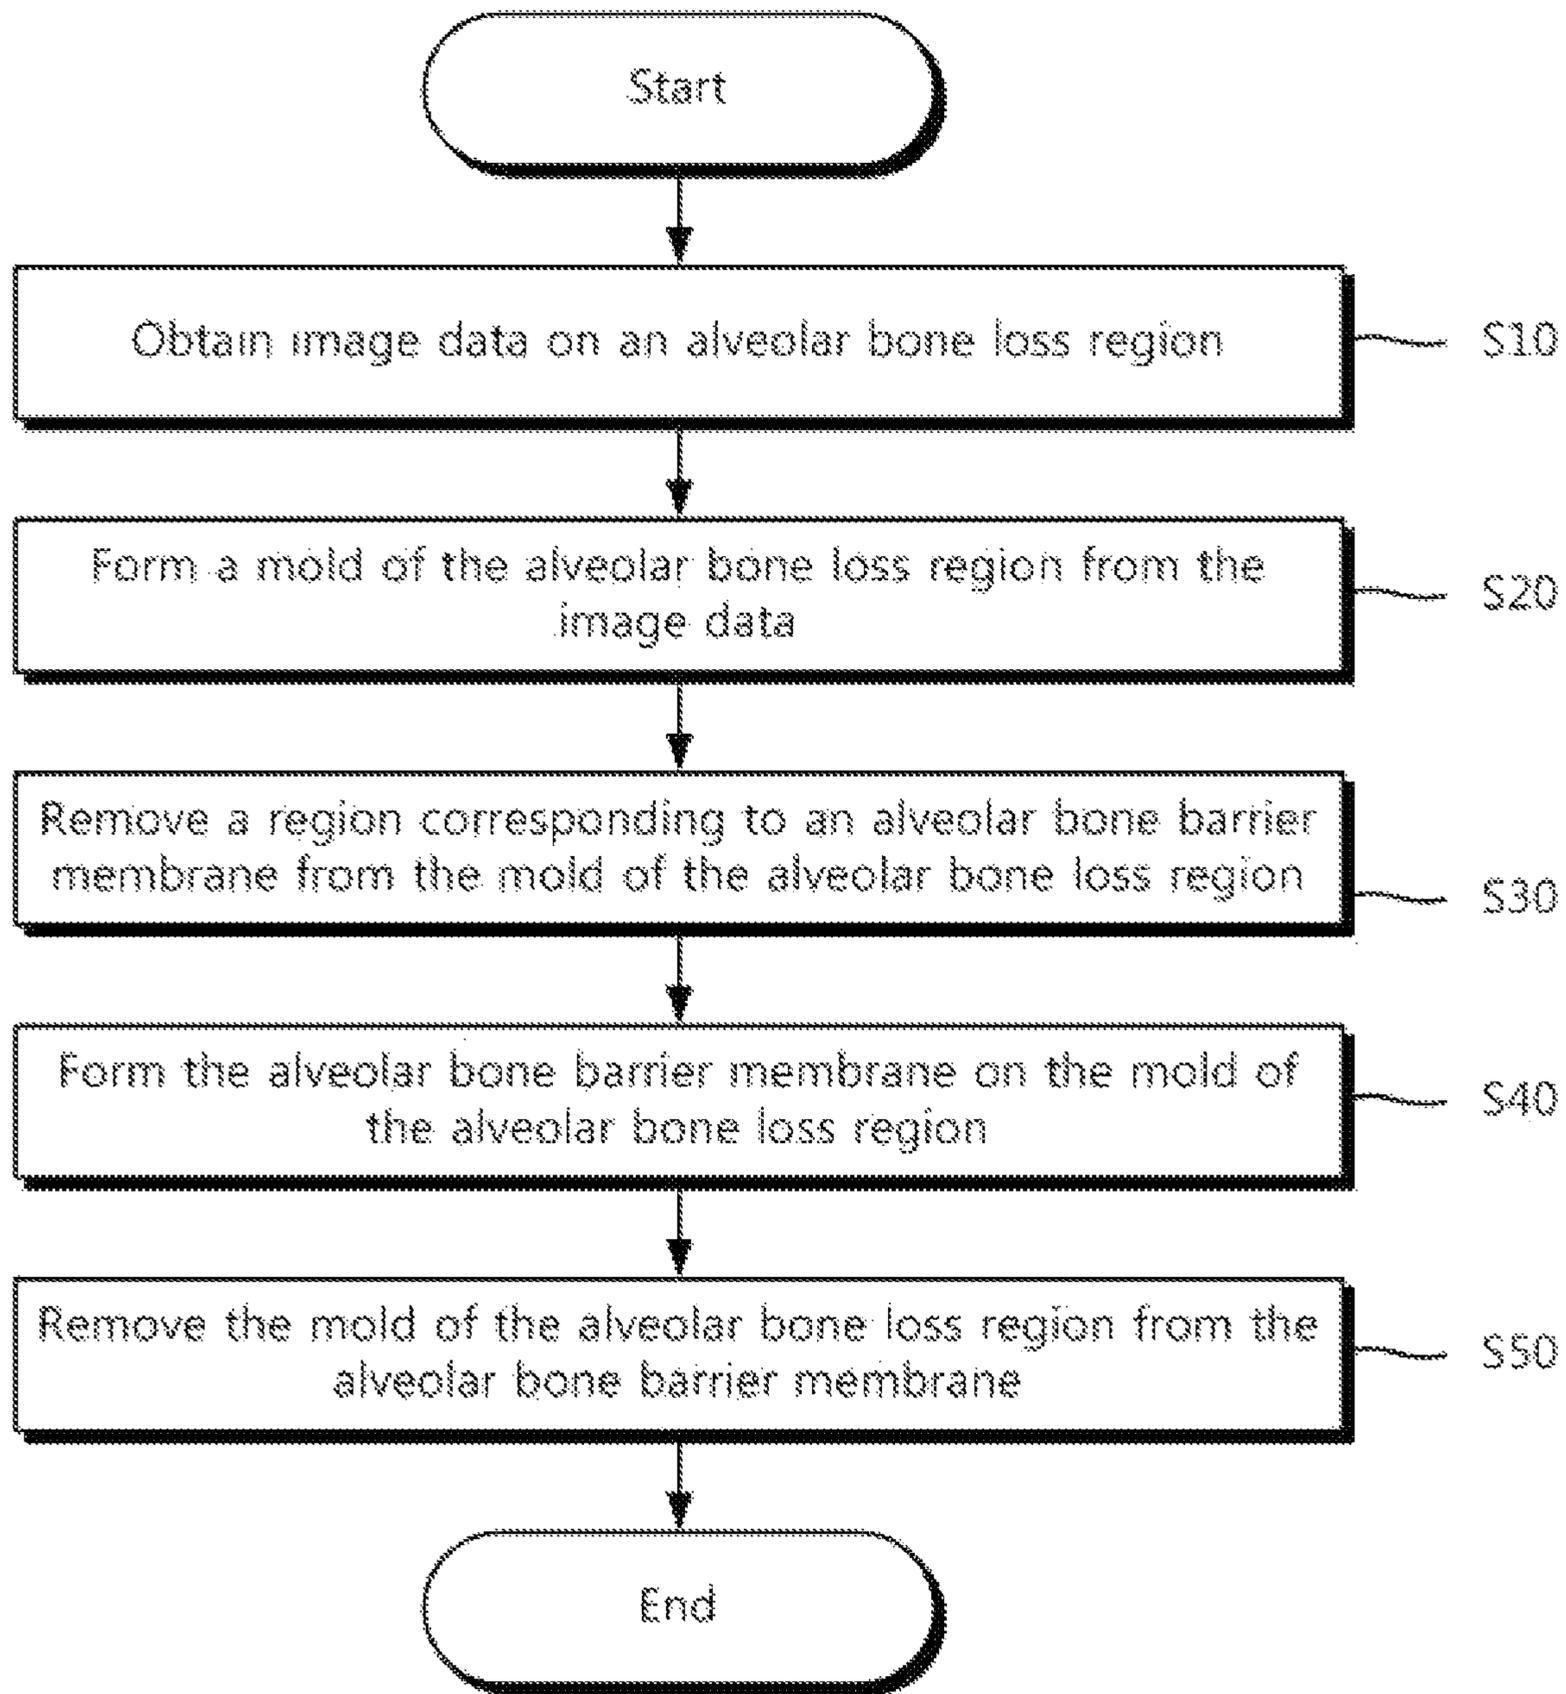 Start
Obtain image data on an alveolar bone loss region
S10
Form a mold of the alveolar bone loss region from the
image data
S20
Remove a region corresponding to an alveolar bone barrier
membrane from the mold of the alveolar bone loss region
S30
Form the alveolar bone barrier membrane on the mold of
the alveolar bone loss region
S40
Remove the mold of the alveolar bone loss region from the
alveolar bone barrier membrane
S50
End